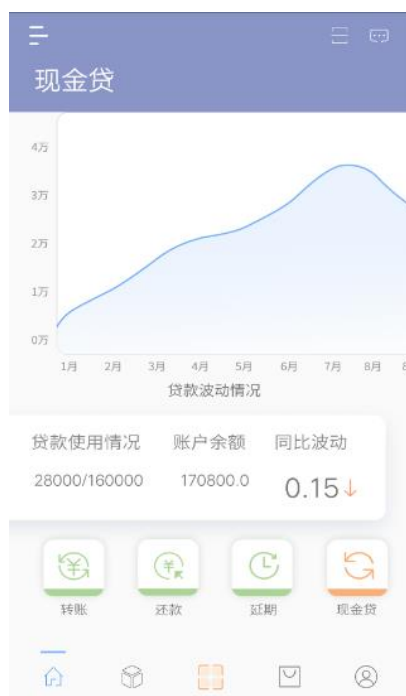 现金贷
4万
3万
2万
1万
0万
1月 2月 3月 4月 5月 6月 7月 8月
贷款波动情况
贷款使用情况 账户余额 同比波动
28000/160000 170800.0 0.15↓
转账 还款 延期 现金贷